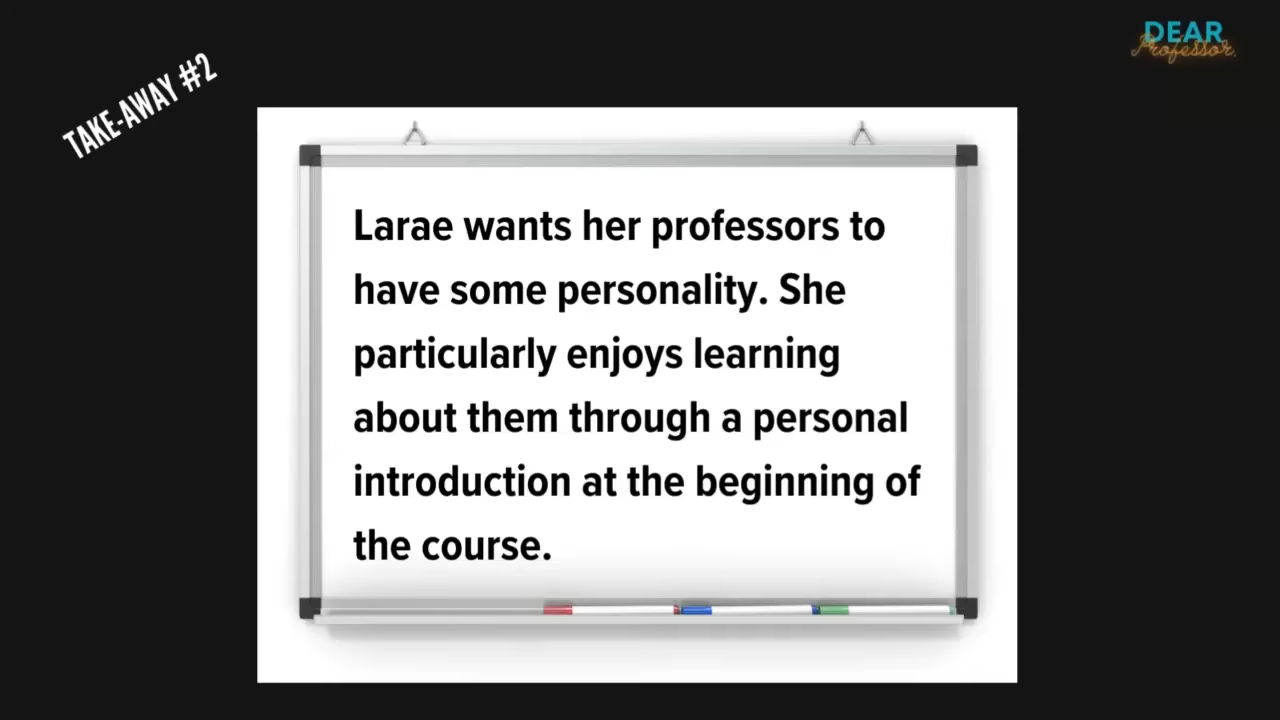 TAKE-AWAY #2
DEAR
Professor.
Larae wants her professors to
have some personality. She
particularly enjoys learning
about them through a personal
introduction at the beginning of
the course.